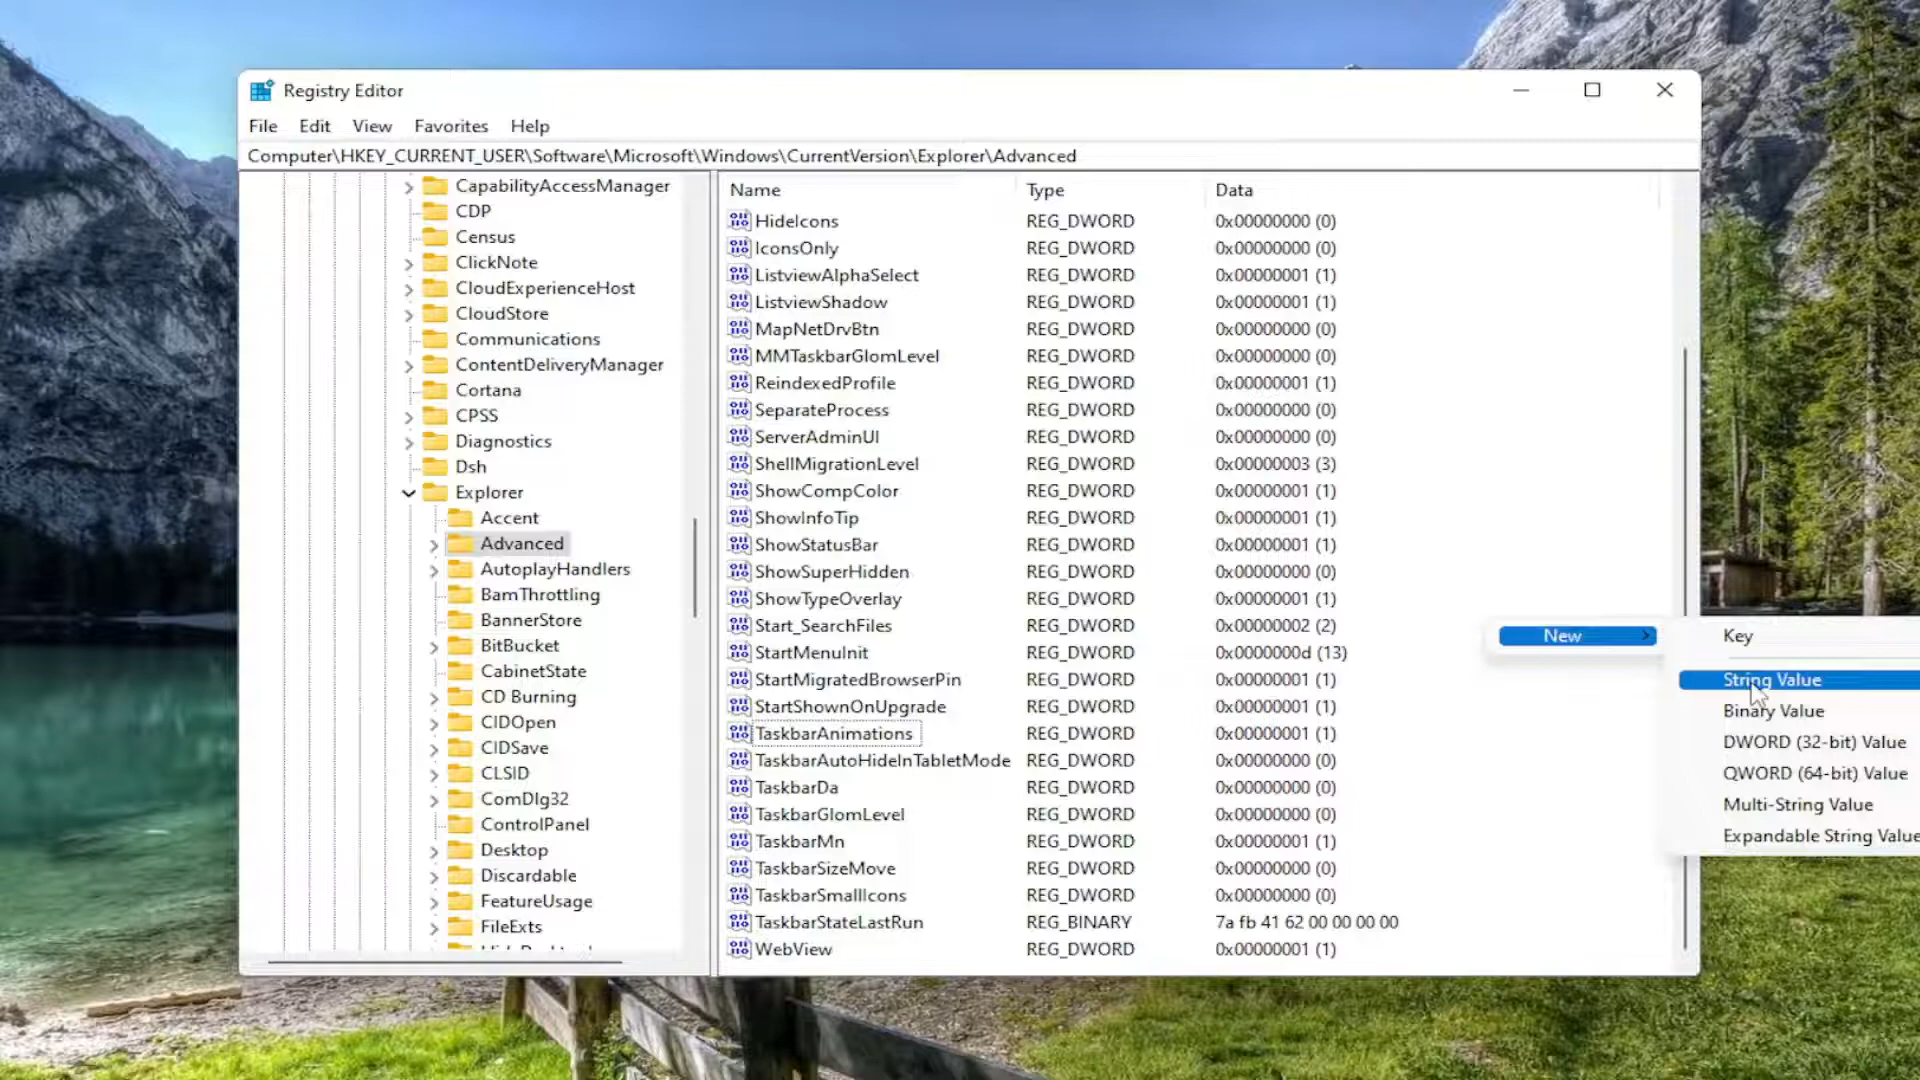 Registry Editor
File Edit View Favorites Help
Computer\HKEY_CURRENT_USER\Software\Microsoft\Windows\CurrentVersion\Explorer\Advanced
CapabilityAccessManager
CDP
Census
ClickNote
CloudExperienceHost
CloudStore
Communications
ContentDeliveryManager
Cortana
CPSS
Diagnostics
Dsh
Explorer
Accent
Advanced
AutoplayHandlers
BamThrottling
BannerStore
BitBucket
CabinetState
CD Burning
CIDOpen
CIDSave
CLSID
ComDlg32
ControlPanel
Desktop
Discardable
FeatureUsage
FileExts
Name Type Data
HideIcons REG_DWORD 0x00000000 (0)
IconsOnly REG_DWORD 0x00000000 (0)
ListviewAlphaSelect REG_DWORD 0x00000001 (1)
ListviewShadow REG_DWORD 0x00000001 (1)
MapNetDrvBtn REG_DWORD 0x00000000 (0)
MMTaskbarGlomLevel REG_DWORD 0x00000000 (0)
ReindexedProfile REG_DWORD 0x00000001 (1)
SeparateProcess REG_DWORD 0x00000000 (0)
ServerAdminUI REG_DWORD 0x00000000 (0)
ShellMigrationLevel REG_DWORD 0x00000003 (3)
ShowCompColor REG_DWORD 0x00000001 (1)
ShowInfoTip REG_DWORD 0x00000001 (1)
ShowStatusBar REG_DWORD 0x00000001 (1)
ShowSuperHidden REG_DWORD 0x00000000 (0)
ShowTypeOverlay REG_DWORD 0x00000001 (1)
Start_SearchFiles REG_DWORD 0x00000002 (2)
StartMenuInit REG_DWORD 0x0000000d (13)
StartMigratedBrowserPin REG_DWORD 0x00000001 (1)
StartShownOnUpgrade REG_DWORD 0x00000001 (1)
TaskbarAnimations REG_DWORD 0x00000001 (1)
TaskbarAutoHideInTabletMode REG_DWORD 0x00000000 (0)
TaskbarDa REG_DWORD 0x00000000 (0)
TaskbarGlomLevel REG_DWORD 0x00000000 (0)
TaskbarMn REG_DWORD 0x00000001 (1)
TaskbarSizeMove REG_DWORD 0x00000000 (0)
TaskbarSmallIcons REG_DWORD 0x00000000 (0)
TaskbarStateLastRun REG_BINARY 7a fb 41 62 00 00 00 00
WebView REG_DWORD 0x00000001 (1)
New
Key
String Value
Binary Value
DWORD (32-bit) Value
QWORD (64-bit) Value
Multi-String Value
Expandable String Value